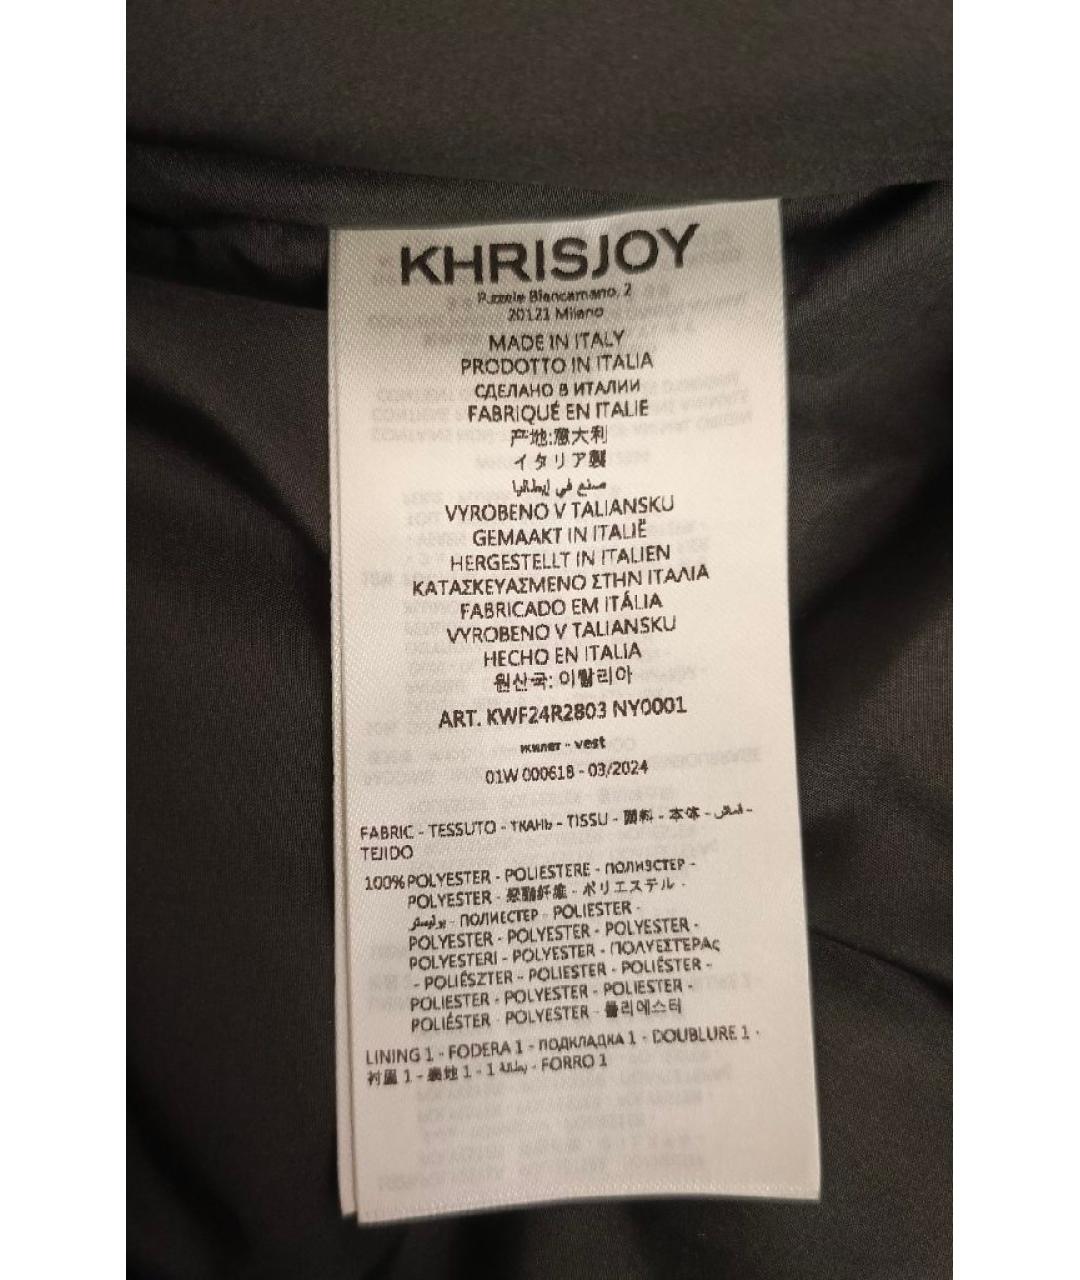 KHRISJOY
P.zzale Biancamano, 2
20121 Milano
MADE IN ITALY
PRODOTTO IN ITALIA
СДЕЛАНО В ИТАЛИИ
FABRIQUÉ EN ITALIE
产地:意大利
イタリア製
صنع في إيطاليا
VYROBENO V TALIANSKU
GEMAAKT IN ITALIË
HERGESTELLT IN ITALIEN
ΚΑΤΑΣΚΕΥΑΣΜΕΝΟ ΣΤΗΝ ΙΤΑΛΙΑ
FABRICADO EM ITÁLIA
VYROBENO V TALIANSKU
HECHO EN ITALIA
원산국: 이탈리아
ART. KWF24R2803 NY0001
жилет - vest
01W 000618 - 03/2024
FABRIC - TESSUTO - ТКАНЬ - TISSU - 面料 - 本体 - قماش -
TEJIDO
100% POLYESTER - POLIESTERE - ПОЛИЭСТЕР -
POLYESTER - 聚酯纤维 - ポリエステル -
بوليستر - ПОЛИЕСТЕР - POLIESTER -
POLYESTER - POLYESTER - POLYESTER -
POLYESTERI - POLYESTER - ΠΟΛΥΕΣΤΕΡΑς
- POLIÉSZTER - POLIESTER - POLIÉSTER -
POLIESTER - POLYESTER - POLIESTER -
POLIÉSTER - POLYESTER - 폴리에스터
LINING 1 - FODERA 1 - ПОДКЛАДКА 1 - DOUBLURE 1 -
衬里 1 - 裏地 1 - 1 بطانة - FORRO 1